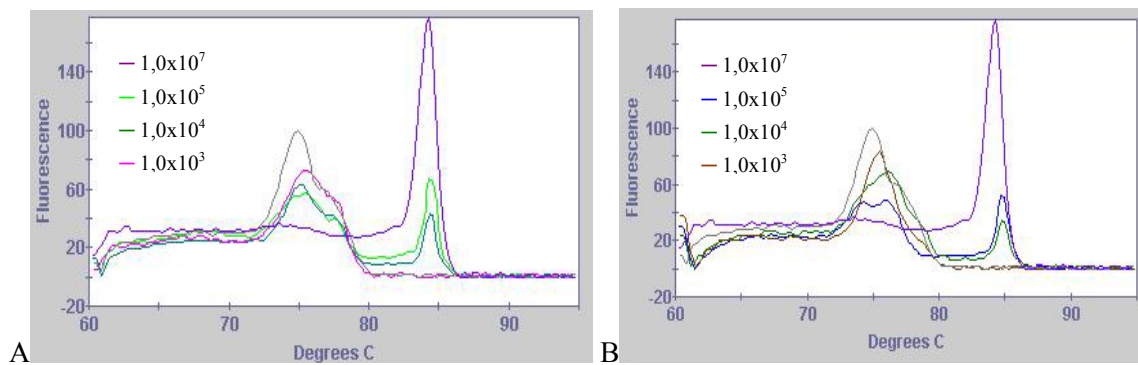 1,0x10⁷
1,0x10⁵
1,0x10⁴
1,0x10³
140
100
60
20
-20
Fluorescence
60 70 80 90
Degrees C
A
1,0x10⁷
1,0x10⁵
1,0x10⁴
1,0x10³
140
100
60
20
-20
Fluorescence
60 70 80 90
Degrees C
B